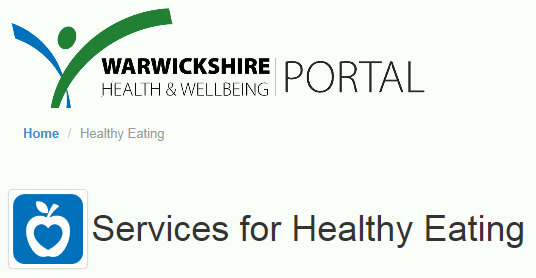 WARWICKSHIRE
HEALTH & WELLBEING
PORTAL
Home / Healthy Eating
Services for Healthy Eating